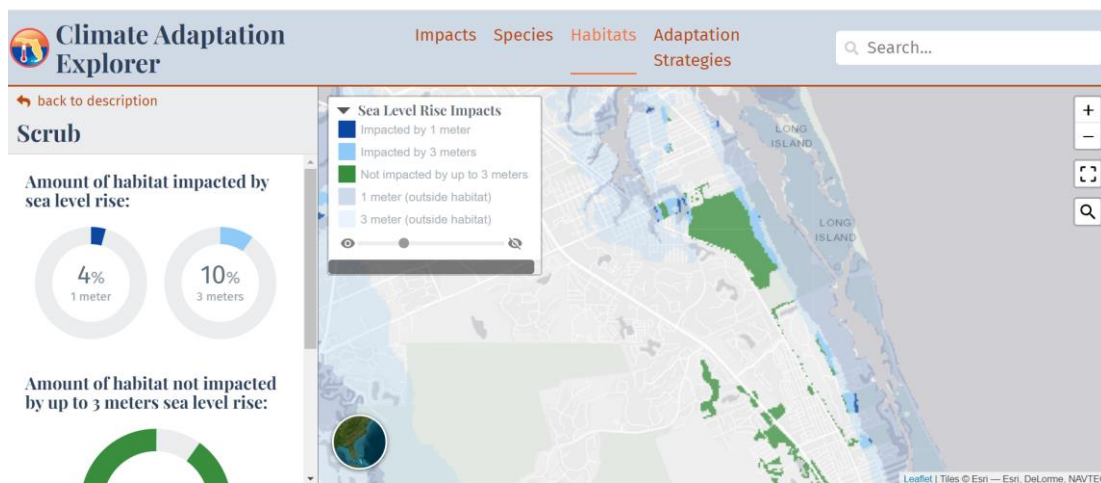 Climate Adaptation
Explorer
Impacts Species Habitats Adaptation
Strategies
Search...
back to description
Scrub
Amount of habitat impacted by
sea level rise:
4%
1 meter
10%
3 meters
Amount of habitat not impacted
by up to 3 meters sea level rise:
Sea Level Rise Impacts
Impacted by 1 meter
Impacted by 3 meters
Not impacted by up to 3 meters
1 meter (outside habitat)
3 meter (outside habitat)
LONG
ISLAND
LONG
ISLAND
+
−
Leaflet | Tiles © Esri — Esri, DeLorme, NAVTEQ